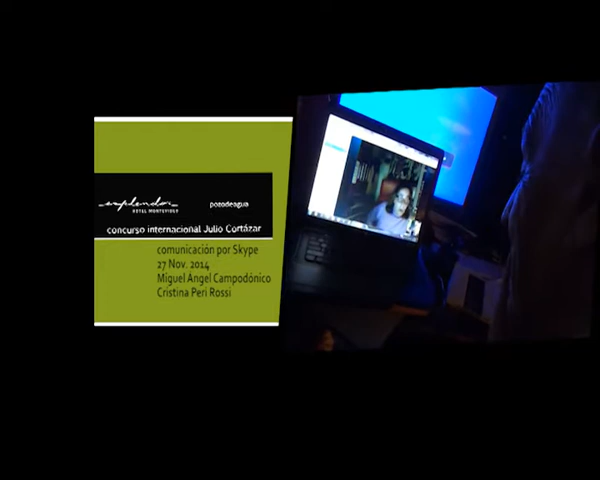 esplendor
HOTEL MONTEVIDEO
pozodeagua
concurso internacional Julio Cortázar
comunicación por Skype
27 Nov. 2014
Miguel Angel Campodónico
Cristina Peri Rossi